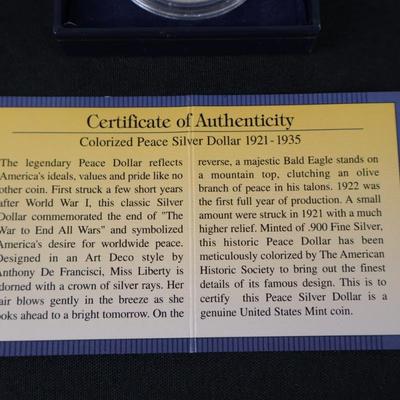 Certificate of Authenticity
Colorized Peace Silver Dollar 1921-1935
The legendary Peace Dollar reflects
America's ideals, values and pride like no
other coin. First struck a few short years
after World War I, this classic Silver
Dollar commemorated the end of "The
War to End All Wars" and symbolized
America's desire for worldwide peace.
Designed in an Art Deco style by
Anthony De Francisci, Miss Liberty is
dorned with a crown of silver rays. Her
air blows gently in the breeze as she
oks ahead to a bright tomorrow. On the
reverse, a majestic Bald Eagle stands on
a mountain top, clutching an olive
branch of peace in his talons. 1922 was
the first full year of production. A small
amount were struck in 1921 with a much
higher relief. Minted of .900 Fine Silver,
this historic Peace Dollar has been
meticulously colorized by The American
Historic Society to bring out the finest
details of its famous design. This is to
certify this Peace Silver Dollar is a
genuine United States Mint coin.